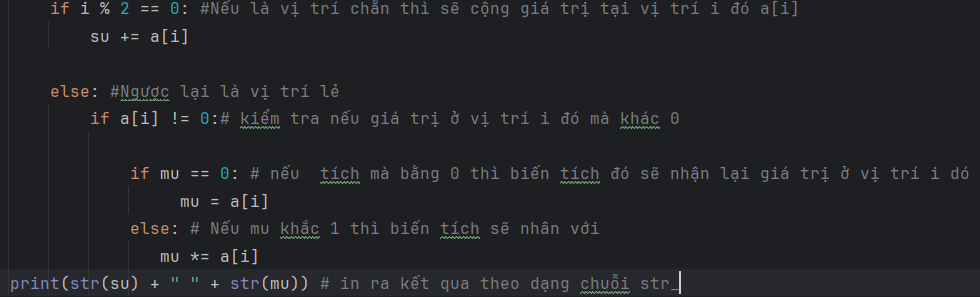 if i % 2 == 0: #Nếu là vị trí chẵn thì sẽ cộng giá trị tại vị trí i đó a[i]
su += a[i]
else: #Ngược lại là vị trí lẻ
if a[i] != 0:# kiểm tra nếu giá trị ở vị trí i đó mà khác 0
if mu == 0: # nếu  tích mà bằng 0 thì biến tích đó sẽ nhận lại giá trị ở vị trí i dó
mu = a[i]
else: # Nếu mu khắc 1 thì biến tích sẽ nhân với
mu *= a[i]
print(str(su) + " " + str(mu)) # in ra kết qua theo dạng chuỗi str_